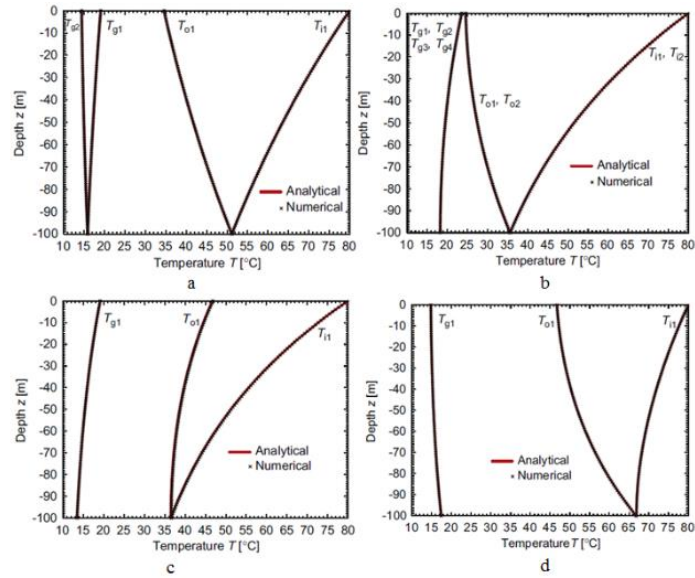 0
-10
-20
-30
-40
-50
-60
-70
-80
-90
-100
Depth z [m]
Tg2
Tg1
To1
Ti1
Analytical
Numerical
10 15 20 25 30 35 40 45 50 55 60 65 70 75 80
Temperature T [°C]
a
0
-10
-20
-30
-40
-50
-60
-70
-80
-90
-100
Depth z [m]
Tg1, Tg2
Tg3, Tg4
To1, To2
Ti1, Ti2
Analytical
Numerical
10 15 20 25 30 35 40 45 50 55 60 65 70 75 80
Temperature T [°C]
b
0
-10
-20
-30
-40
-50
-60
-70
-80
-90
-100
Depth z [m]
Tg1
To1
Ti1
Analytical
Numerical
10 15 20 25 30 35 40 45 50 55 60 65 70 75 80
Temperature T [°C]
c
0
-10
-20
-30
-40
-50
-60
-70
-80
-90
-100
Depth z [m]
Tg1
To1
Ti1
Analytical
Numerical
10 15 20 25 30 35 40 45 50 55 60 65 70 75 80
Temperature T [°C]
d